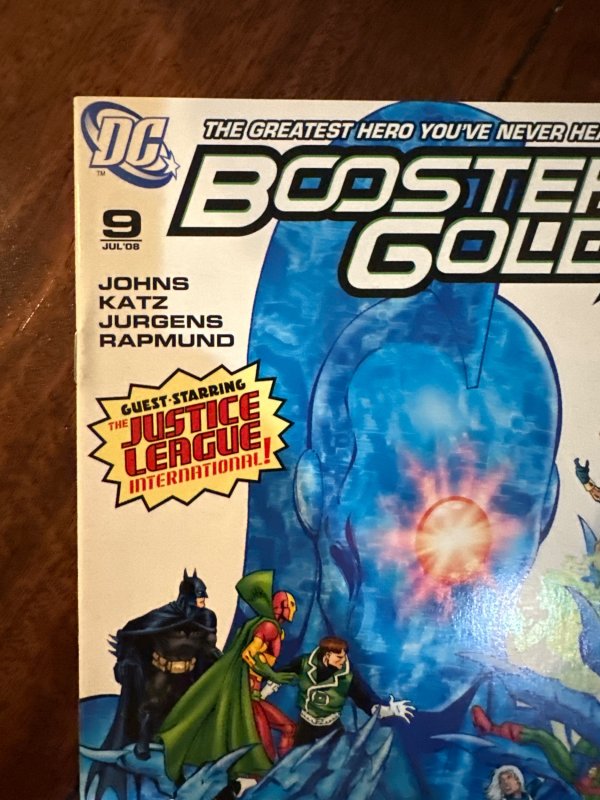 DC
TM
THE GREATEST HERO YOU'VE NEVER HEA
BOOSTER
GOLD
9
JUL'08
JOHNS
KATZ
JURGENS
RAPMUND
GUEST-STARRING
THE JUSTICE
LEAGUE
INTERNATIONAL!